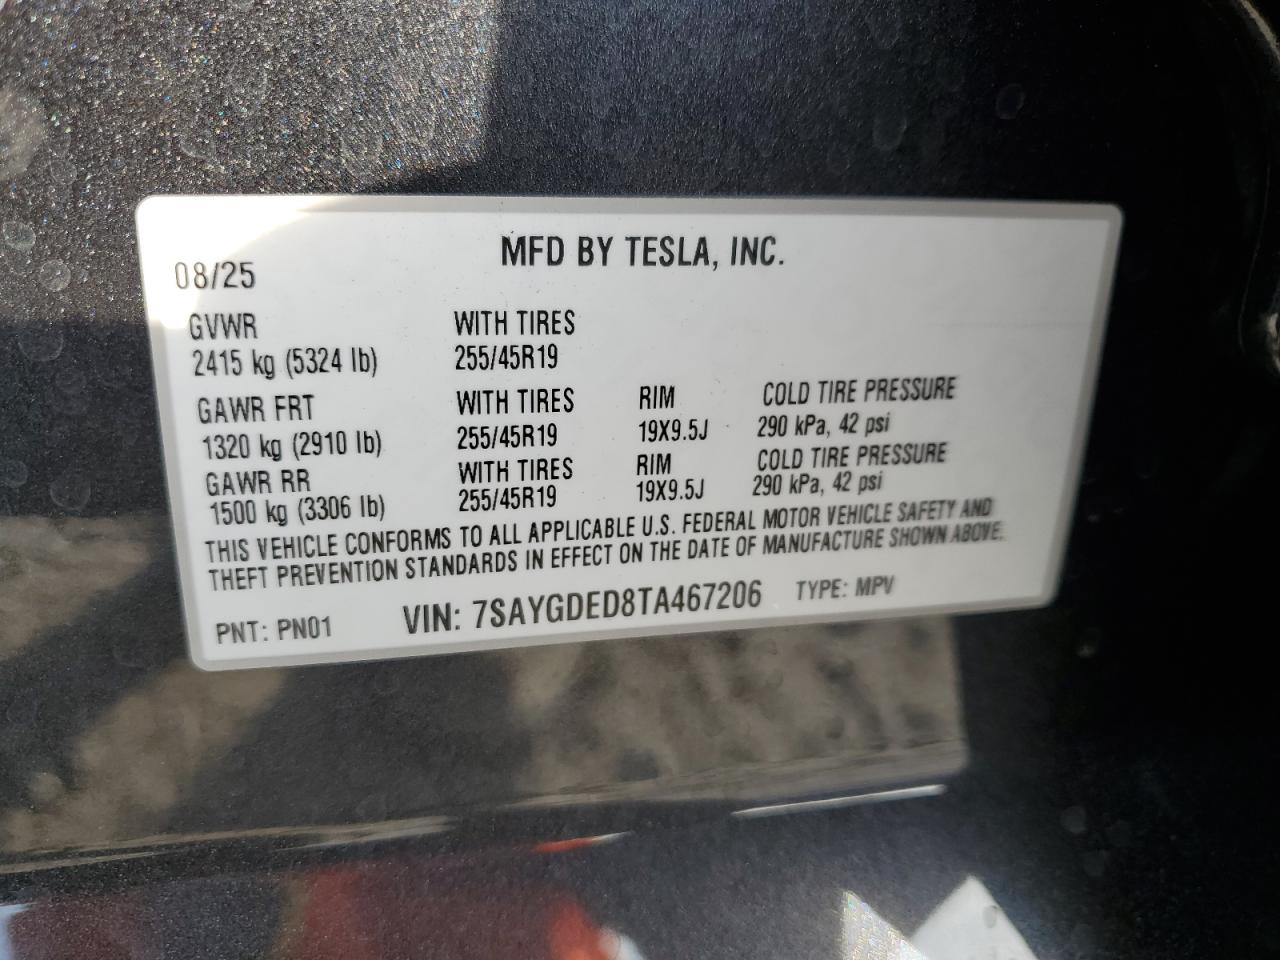 MFD BY TESLA, INC.
08/25
GVWR WITH TIRES
2415 kg (5324 lb) 255/45R19
GAWR FRT WITH TIRES RIM COLD TIRE PRESSURE
1320 kg (2910 lb) 255/45R19 19X9.5J 290 kPa, 42 psi
GAWR RR WITH TIRES RIM COLD TIRE PRESSURE
1500 kg (3306 lb) 255/45R19 19X9.5J 290 kPa, 42 psi
THIS VEHICLE CONFORMS TO ALL APPLICABLE U.S. FEDERAL MOTOR VEHICLE SAFETY AND
THEFT PREVENTION STANDARDS IN EFFECT ON THE DATE OF MANUFACTURE SHOWN ABOVE.
PNT: PN01 VIN: 7SAYGDED8TA467206 TYPE: MPV